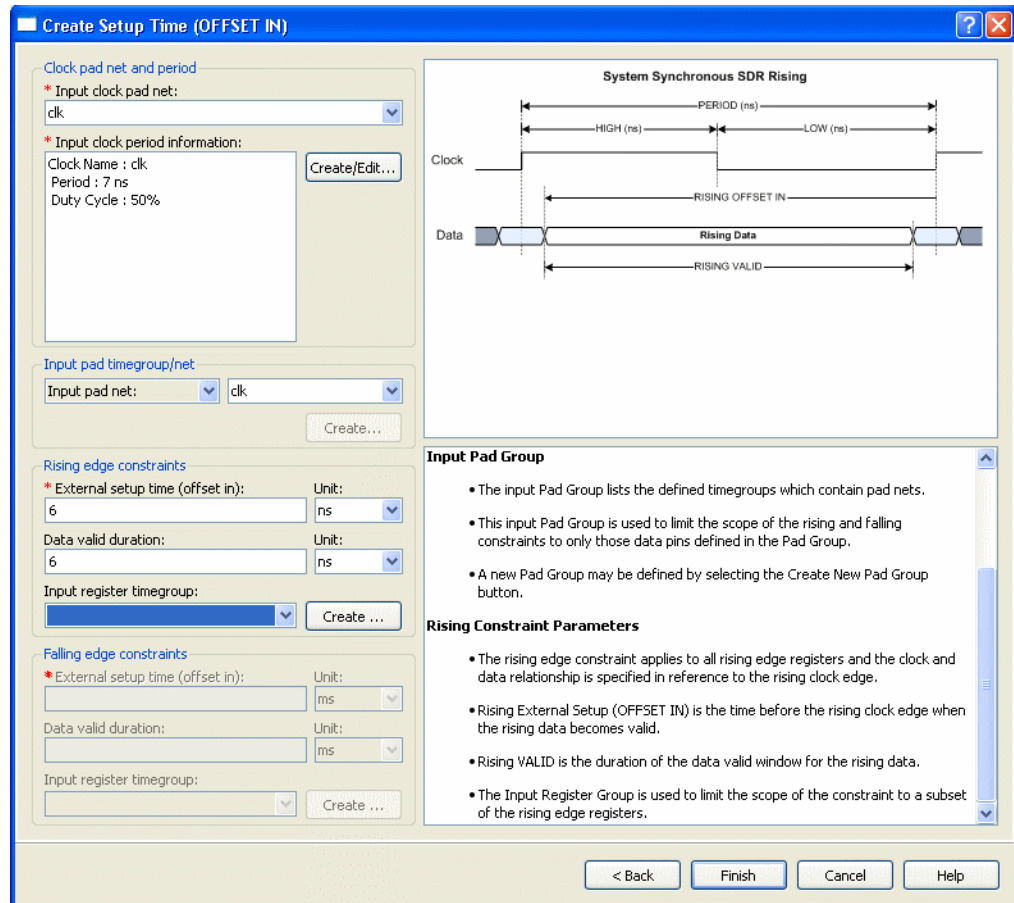 Create Setup Time (OFFSET IN)
Clock pad net and period
* Input clock pad net:
clk
* Input clock period information:
Clock Name : clk
Period : 7 ns
Duty Cycle : 50%
Create/Edit...
Input pad timegroup/net
Input pad net:
clk
Create...
Rising edge constraints
* External setup time (offset in):
Unit:
6
ns
Data valid duration:
Unit:
6
ns
Input register timegroup:
Create ...
Falling edge constraints
* External setup time (offset in):
Unit:
ms
Data valid duration:
Unit:
ms
Input register timegroup:
Create ...
System Synchronous SDR Rising
PERIOD (ns)
HIGH (ns)
LOW (ns)
Clock
RISING OFFSET IN
Data
Rising Data
RISING VALID
Input Pad Group
• The input Pad Group lists the defined timegroups which contain pad nets.
• This input Pad Group is used to limit the scope of the rising and falling
constraints to only those data pins defined in the Pad Group.
• A new Pad Group may be defined by selecting the Create New Pad Group
button.
Rising Constraint Parameters
• The rising edge constraint applies to all rising edge registers and the clock and
data relationship is specified in reference to the rising clock edge.
• Rising External Setup (OFFSET IN) is the time before the rising clock edge when
the rising data becomes valid.
• Rising VALID is the duration of the data valid window for the rising data.
• The Input Register Group is used to limit the scope of the constraint to a subset
of the rising edge registers.
< Back
Finish
Cancel
Help